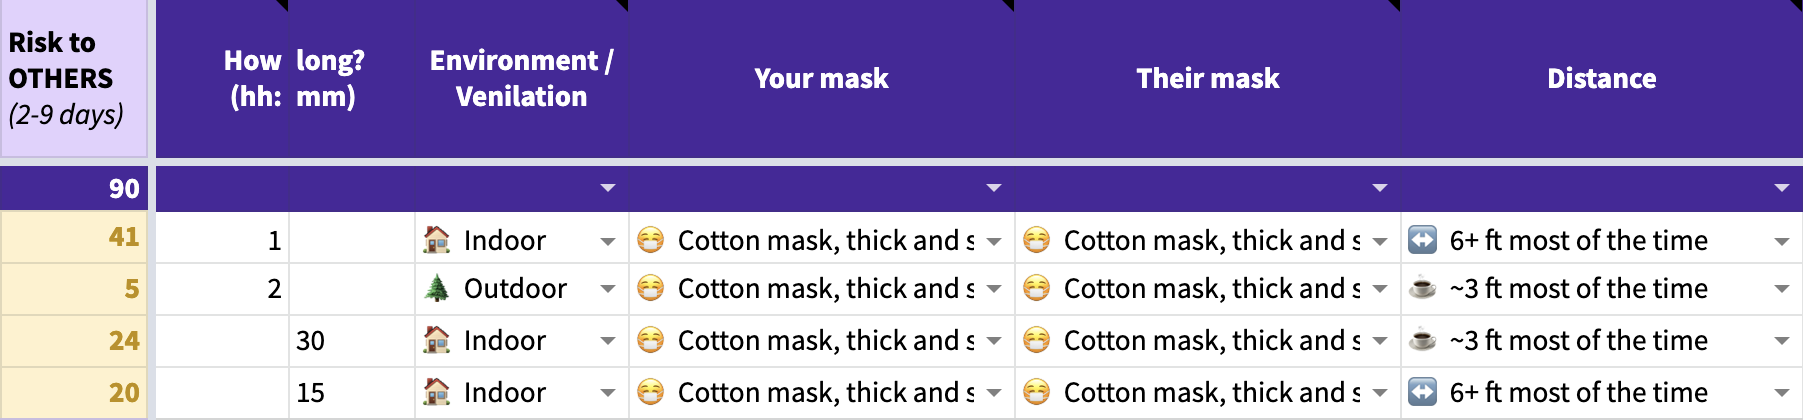 Risk to
OTHERS
(2-9 days)
How long?
(hh: mm)
Environment /
Venilation
Your mask
Their mask
Distance
90
41 1 Indoor Cotton mask, thick and s Cotton mask, thick and s 6+ ft most of the time
5 2 Outdoor Cotton mask, thick and s Cotton mask, thick and s ~3 ft most of the time
24 30 Indoor Cotton mask, thick and s Cotton mask, thick and s ~3 ft most of the time
20 15 Indoor Cotton mask, thick and s Cotton mask, thick and s 6+ ft most of the time